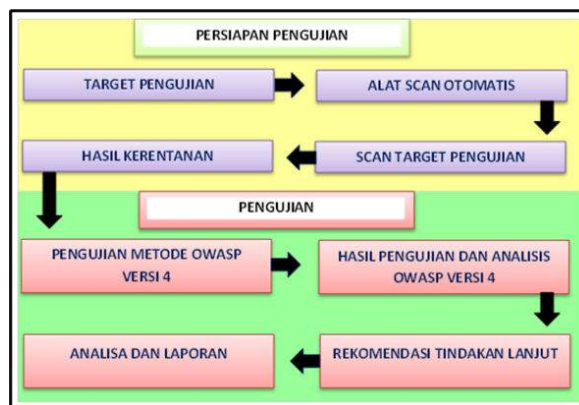 PERSIAPAN PENGUJIAN
TARGET PENGUJIAN
ALAT SCAN OTOMATIS
HASIL KERENTANAN
SCAN TARGET PENGUJIAN
PENGUJIAN
PENGUJIAN METODE OWASP
VERSI 4
HASIL PENGUJIAN DAN ANALISIS
OWASP VERSI 4
ANALISA DAN LAPORAN
REKOMENDASI TINDAKAN LANJUT